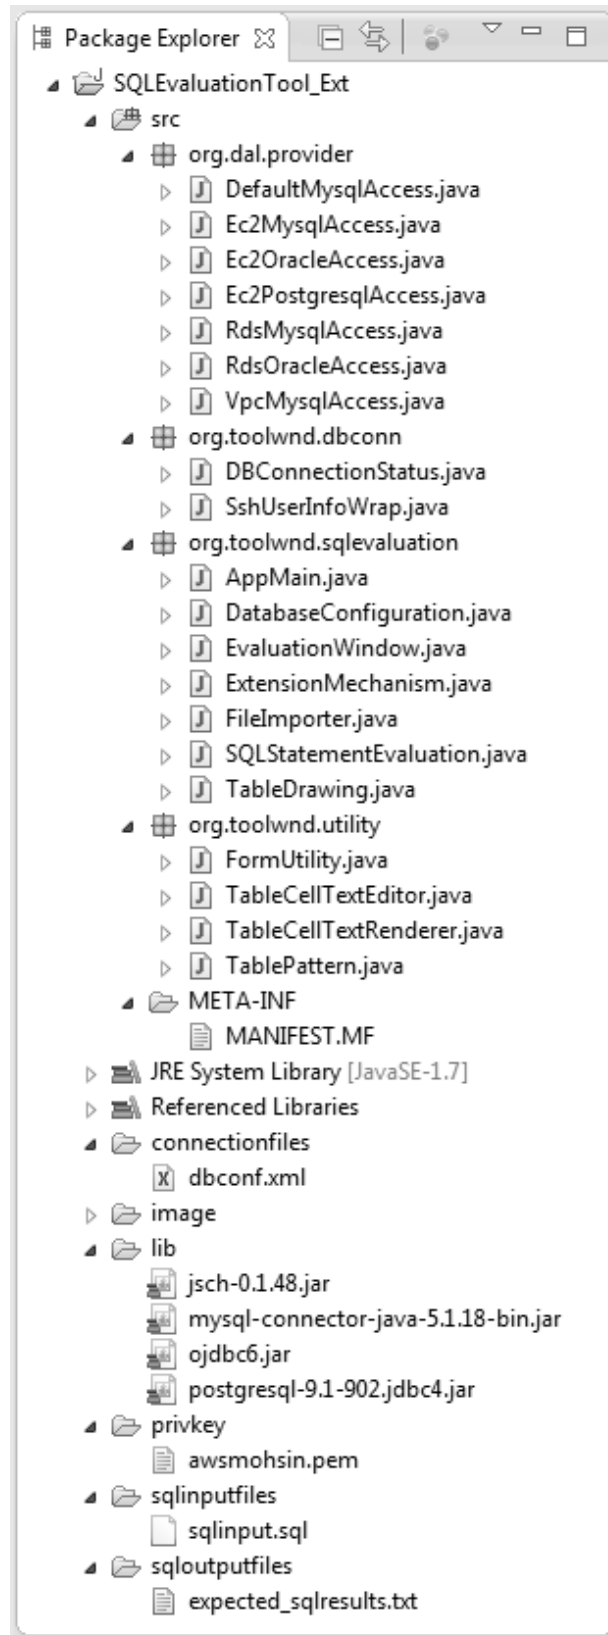 Package Explorer
SQLEvaluationTool_Ext
src
org.dal.provider
DefaultMysqlAccess.java
Ec2MysqlAccess.java
Ec2OracleAccess.java
Ec2PostgresqlAccess.java
RdsMysqlAccess.java
RdsOracleAccess.java
VpcMysqlAccess.java
org.toolwnd.dbconn
DBConnectionStatus.java
SshUserInfoWrap.java
org.toolwnd.sqlevaluation
AppMain.java
DatabaseConfiguration.java
EvaluationWindow.java
ExtensionMechanism.java
FileImporter.java
SQLStatementEvaluation.java
TableDrawing.java
org.toolwnd.utility
FormUtility.java
TableCellTextEditor.java
TableCellTextRenderer.java
TablePattern.java
META-INF
MANIFEST.MF
JRE System Library [JavaSE-1.7]
Referenced Libraries
connectionfiles
dbconf.xml
image
lib
jsch-0.1.48.jar
mysql-connector-java-5.1.18-bin.jar
ojdbc6.jar
postgresql-9.1-902.jdbc4.jar
privkey
awsmohsin.pem
sqlinputfiles
sqlinput.sql
sqloutputfiles
expected_sqlresults.txt